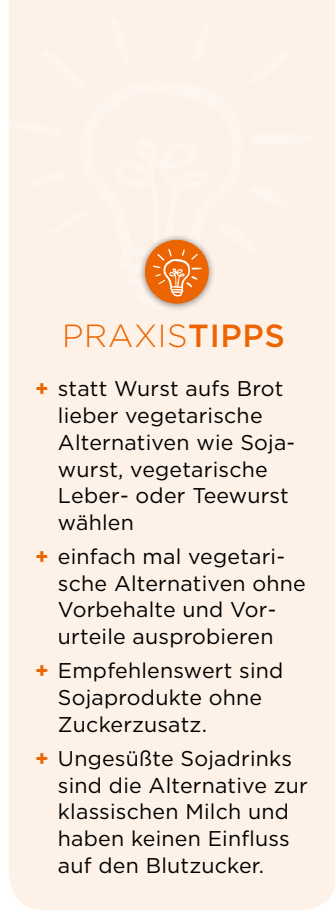 PRAXISTIPPS
+ statt Wurst aufs Brot
lieber vegetarische
Alternativen wie Soja-
wurst, vegetarische
Leber- oder Teewurst
wählen
+ einfach mal vegetari-
sche Alternativen ohne
Vorbehalte und Vor-
urteile ausprobieren
+ Empfehlenswert sind
Sojaprodukte ohne
Zuckerzusatz.
+ Ungesüßte Sojadrinks
sind die Alternative zur
klassischen Milch und
haben keinen Einfluss
auf den Blutzucker.